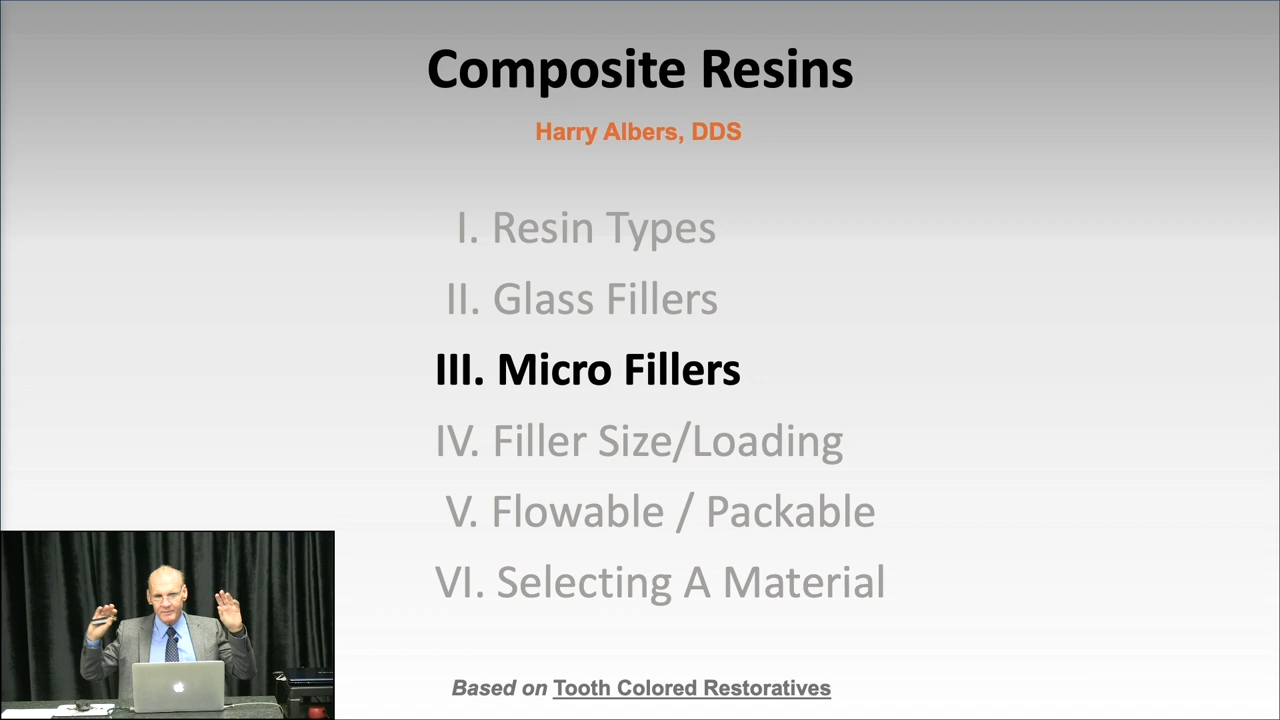 Composite Resins
Harry Albers, DDS
I. Resin Types
II. Glass Fillers
III. Micro Fillers
IV. Filler Size/Loading
V. Flowable / Packable
VI. Selecting A Material
Based on Tooth Colored Restoratives